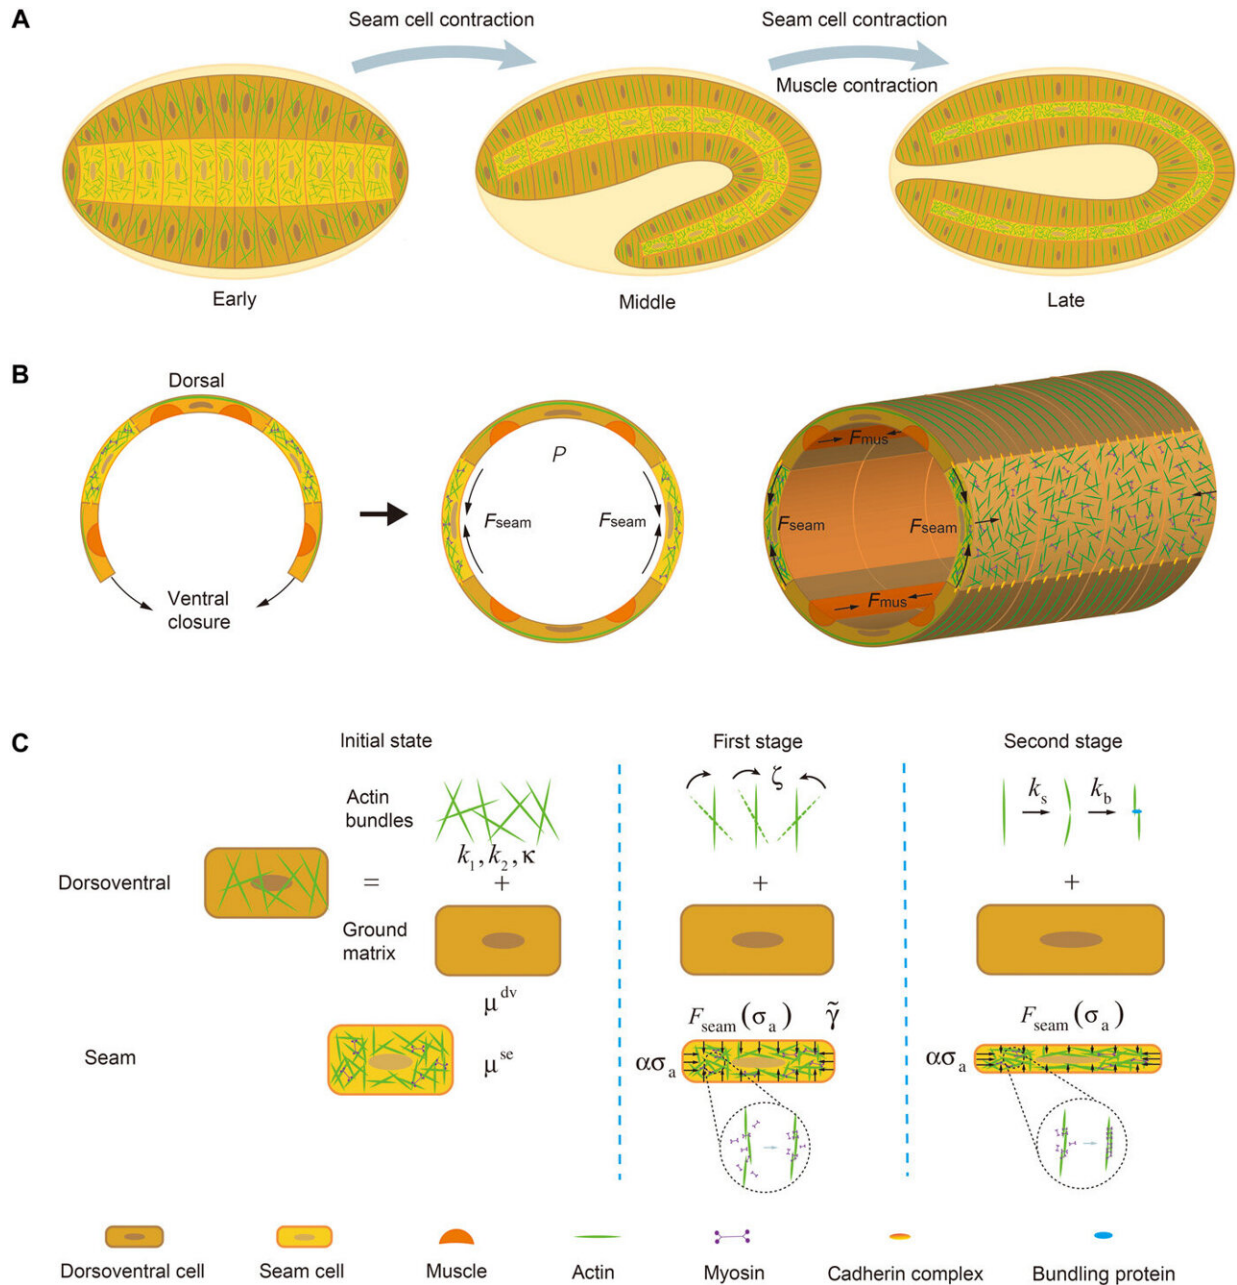 A
Seam cell contraction
Seam cell contraction
Muscle contraction
Early
Middle
Late
B
Dorsal
Ventral
closure
P
Fseam
Fseam
Fmus
Fseam
Fseam
Fmus
C
Initial state
First stage
Second stage
Actin
bundles
k₁, k₂, κ
ζ
kₛ
k_b
Dorsoventral
=
+
+
+
Ground
matrix
μᵈᵛ
Seam
μˢᵉ
Fseam (σₐ)
γ̃
ασₐ
Fseam (σₐ)
ασₐ
Dorsoventral cell
Seam cell
Muscle
Actin
Myosin
Cadherin complex
Bundling protein